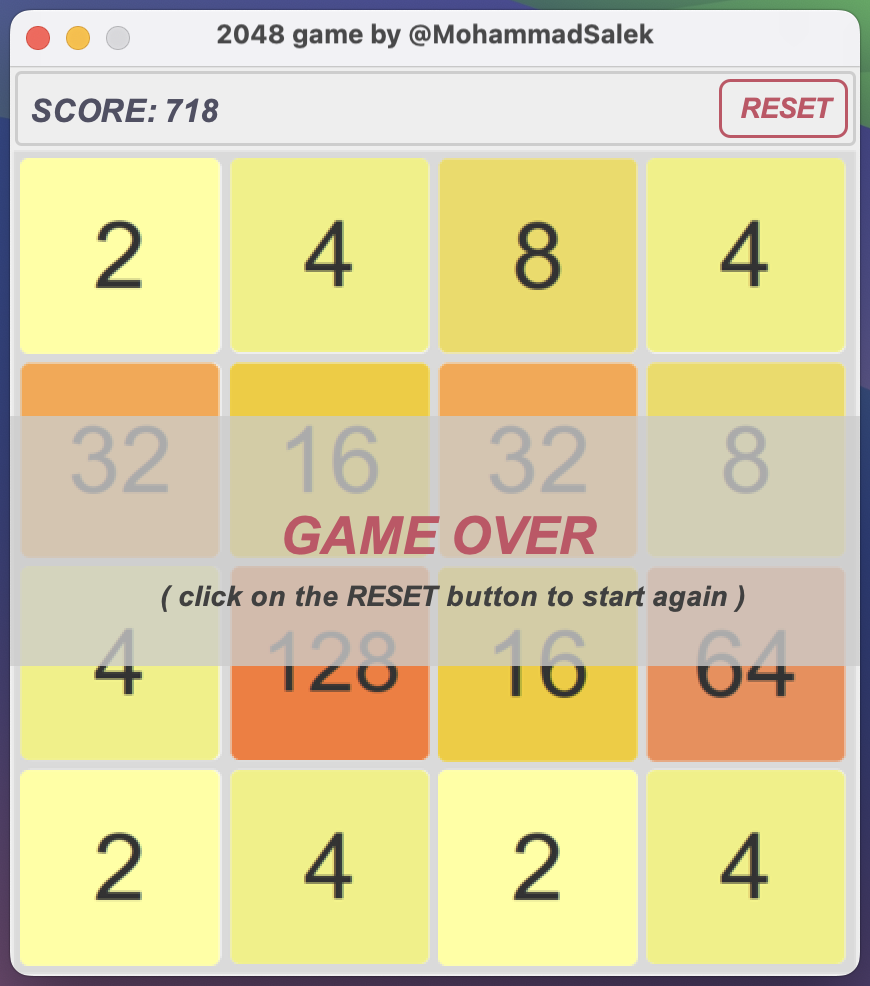 2048 game by @MohammadSalek
SCORE: 718
RESET
2 4 8 4
32 16 32 8
GAME OVER
( click on the RESET button to start again )
4 128 16 64
2 4 2 4